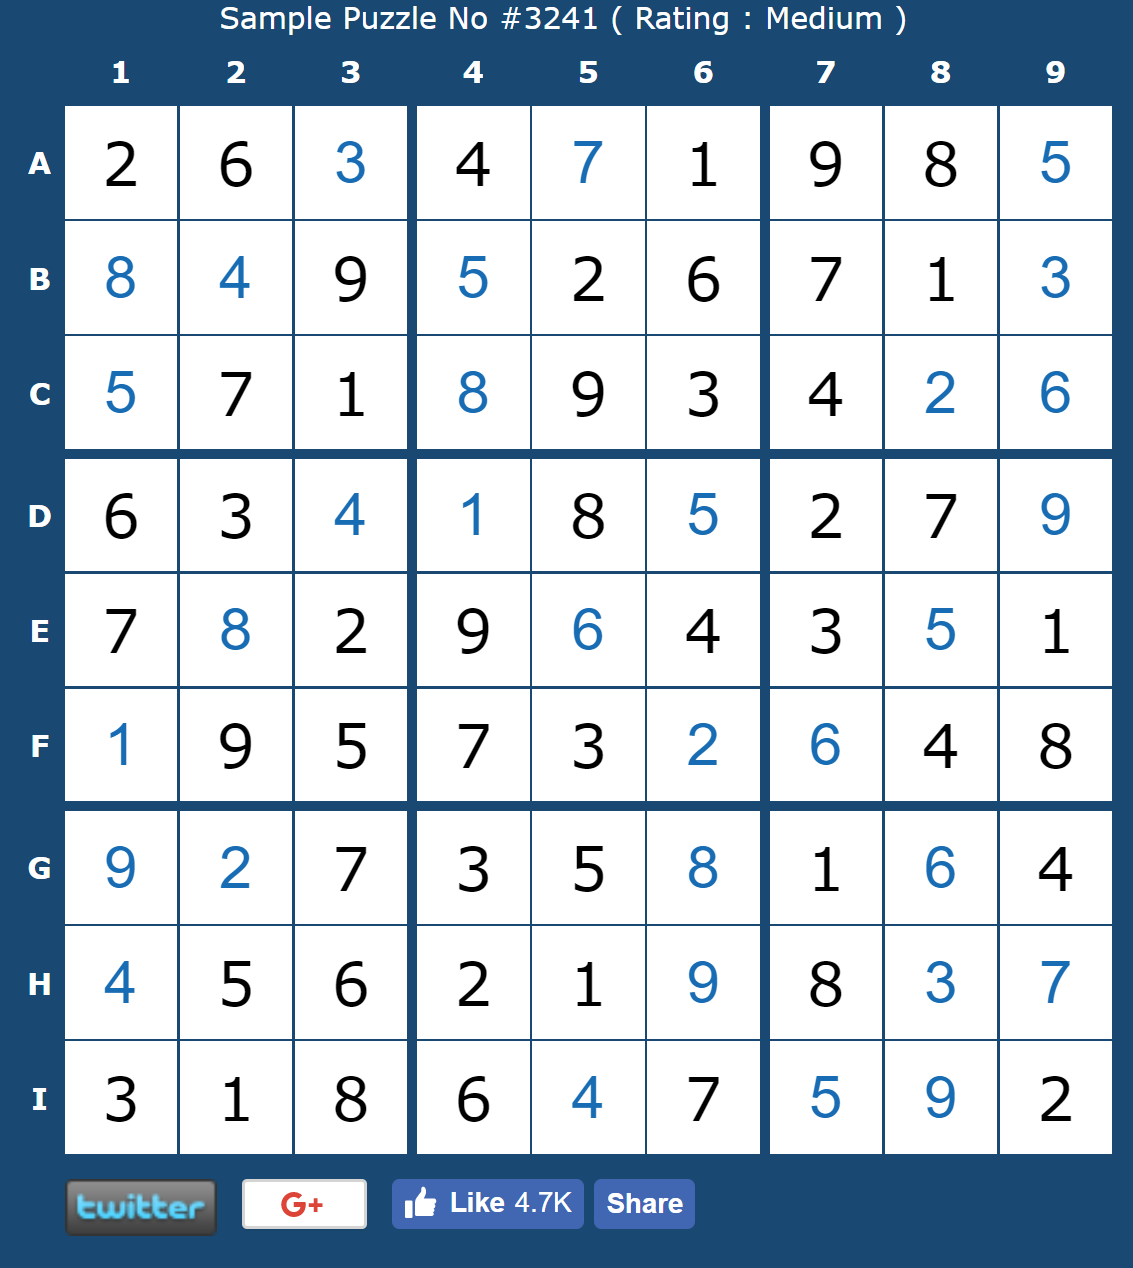 Sample Puzzle No #3241 ( Rating : Medium )
1 2 3 4 5 6 7 8 9
A 2 6 3 4 7 1 9 8 5
B 8 4 9 5 2 6 7 1 3
C 5 7 1 8 9 3 4 2 6
D 6 3 4 1 8 5 2 7 9
E 7 8 2 9 6 4 3 5 1
F 1 9 5 7 3 2 6 4 8
G 9 2 7 3 5 8 1 6 4
H 4 5 6 2 1 9 8 3 7
I 3 1 8 6 4 7 5 9 2
twitter G+ Like 4.7K Share